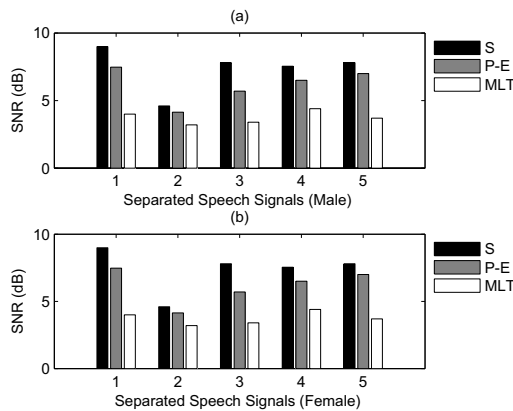 (a)
10
5
0
SNR (dB)
1 2 3 4 5
Separated Speech Signals (Male)
S
P-E
MLT
(b)
10
5
0
SNR (dB)
1 2 3 4 5
Separated Speech Signals (Female)
S
P-E
MLT